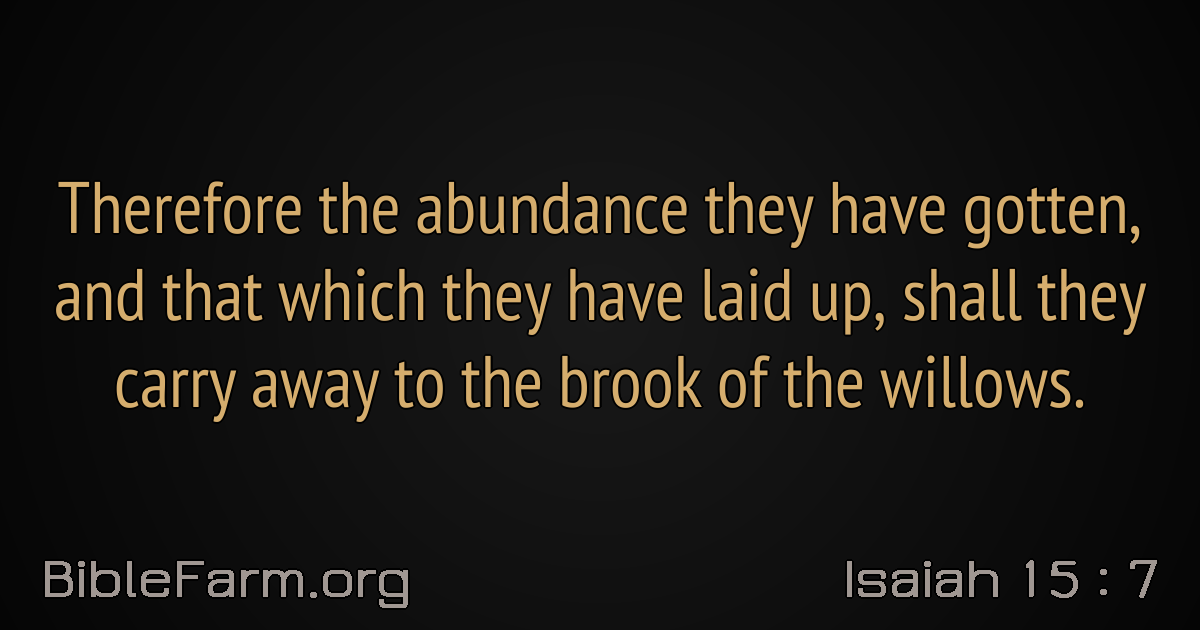 Therefore the abundance they have gotten,
and that which they have laid up, shall they
carry away to the brook of the willows.
BibleFarm.org
Isaiah 15 : 7